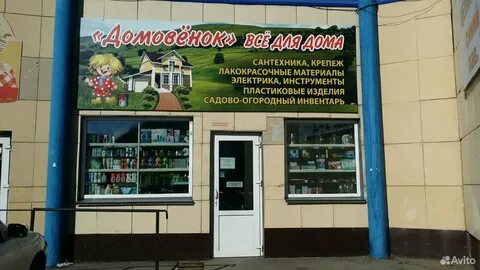 «Домовёнок» ВСЁ ДЛЯ ДОМА
САНТЕХНИКА, КРЕПЕЖ
ЛАКОКРАСОЧНЫЕ МАТЕРИАЛЫ
ЭЛЕКТРИКА, ИНСТРУМЕНТЫ
ПЛАСТИКОВЫЕ ИЗДЕЛИЯ
САДОВО-ОГОРОДНЫЙ ИНВЕНТАРЬ
Avito